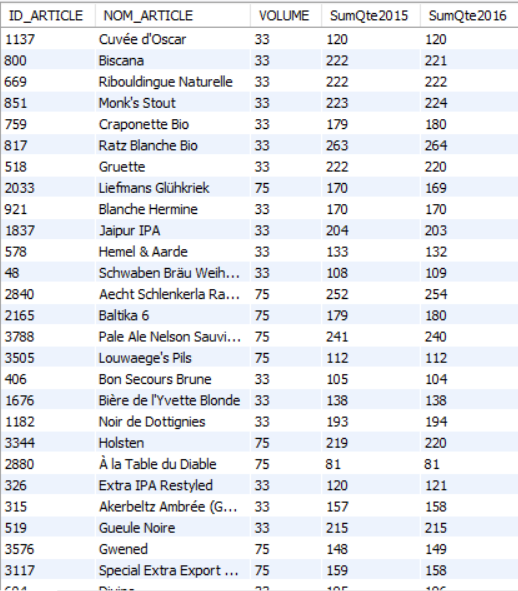 ID_ARTICLE NOM_ARTICLE VOLUME SumQte2015 SumQte2016
1137 Cuvée d'Oscar 33 120 120
800 Biscana 33 222 221
669 Ribouldingue Naturelle 33 222 222
851 Monk's Stout 33 223 224
759 Craponette Bio 33 179 180
817 Ratz Blanche Bio 33 263 264
518 Gruette 33 222 220
2033 Liefmans Glühkriek 75 170 169
921 Blanche Hermine 33 170 170
1837 Jaipur IPA 33 204 203
578 Hemel & Aarde 33 133 132
48 Schwaben Bräu Weih... 33 108 109
2840 Aecht Schlenkerla Ra... 75 252 254
2165 Baltika 6 75 179 180
3788 Pale Ale Nelson Sauvi... 75 241 240
3505 Louwaege's Pils 75 112 112
406 Bon Secours Brune 33 105 104
1676 Bière de l'Yvette Blonde 33 138 138
1182 Noir de Dottignies 33 193 194
3344 Holsten 75 219 220
2880 À la Table du Diable 75 81 81
326 Extra IPA Restyled 33 120 121
315 Akerbeltz Ambrée (G... 33 157 158
519 Gueule Noire 33 215 215
3576 Gwened 75 148 149
3117 Special Extra Export ... 75 159 158